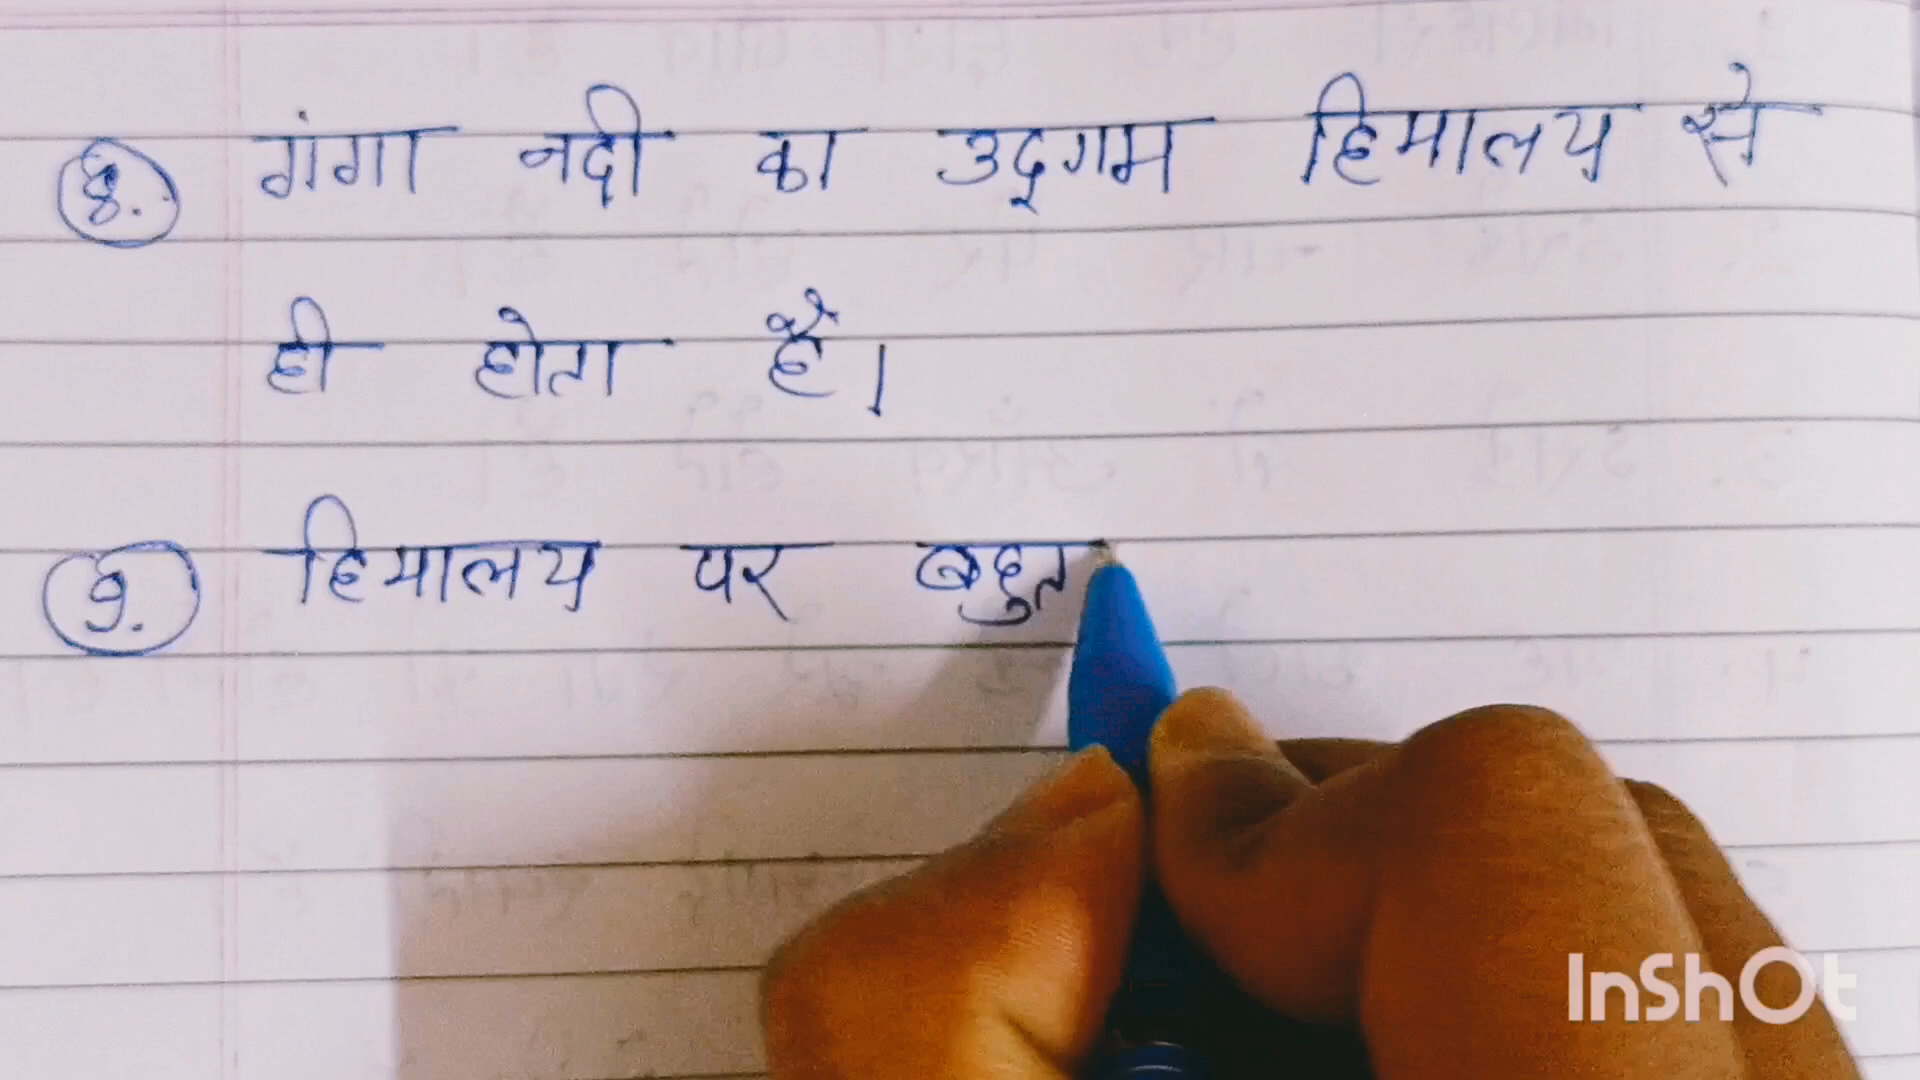 8. गंगा नदी का उद्गम हिमालय से
ही होता है।
9. हिमालय पर बहुत
InShOt